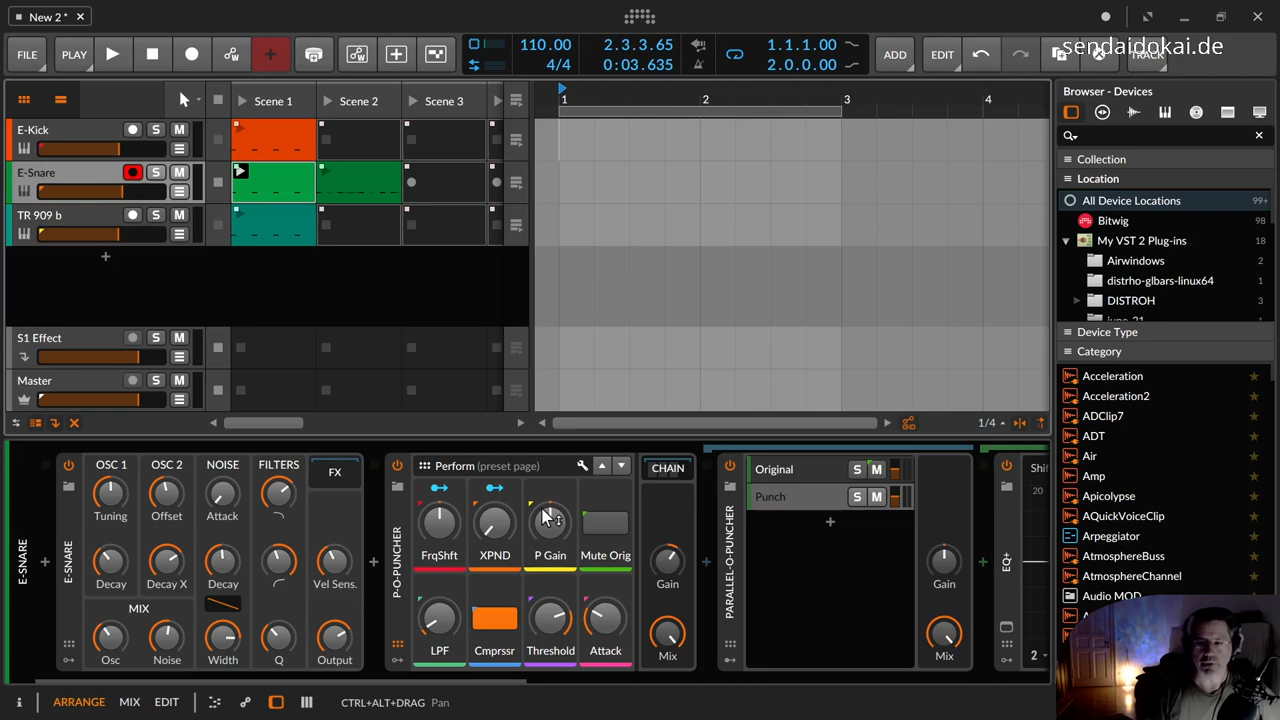 New 2 *
sendaidokai.de
FILE
PLAY
110.00
4/4
2.3.3.65
0:03.635
1.1.1.00
2.0.0.00
ADD
EDIT
TRACK
Scene 1
Scene 2
Scene 3
1
2
3
4
Browser - Devices
E-Kick
S
M
E-Snare
S
M
TR 909 b
S
M
S1 Effect
S
M
Master
S
M
1/4
Collection
Location
All Device Locations 99+
Bitwig 98
My VST 2 Plug-ins 18
Airwindows 2
distrho-glbars-linux64 1
DISTROH 3
Device Type
Category
Acceleration
Acceleration2
ADClip7
ADT
Air
Amp
Apicolypse
AQuickVoiceClip
Arpeggiator
AtmosphereBuss
AtmosphereChannel
Audio MOD
E-SNARE
E-SNARE
OSC 1
OSC 2
NOISE
FILTERS
FX
Tuning
Offset
Attack
Decay
Decay X
Decay
Vel Sens.
MIX
Osc
Noise
Width
Q
Output
P-O-PUNCHER
Perform (preset page)
FrqShft
XPND
P Gain
Mute Orig
LPF
Cmprssr
Threshold
Attack
CHAIN
Gain
Mix
PARALLEL-O-PUNCHER
Original
S
M
Punch
S
M
Gain
Mix
EQ+
20
2
ARRANGE
MIX
EDIT
CTRL+ALT+DRAG Pan